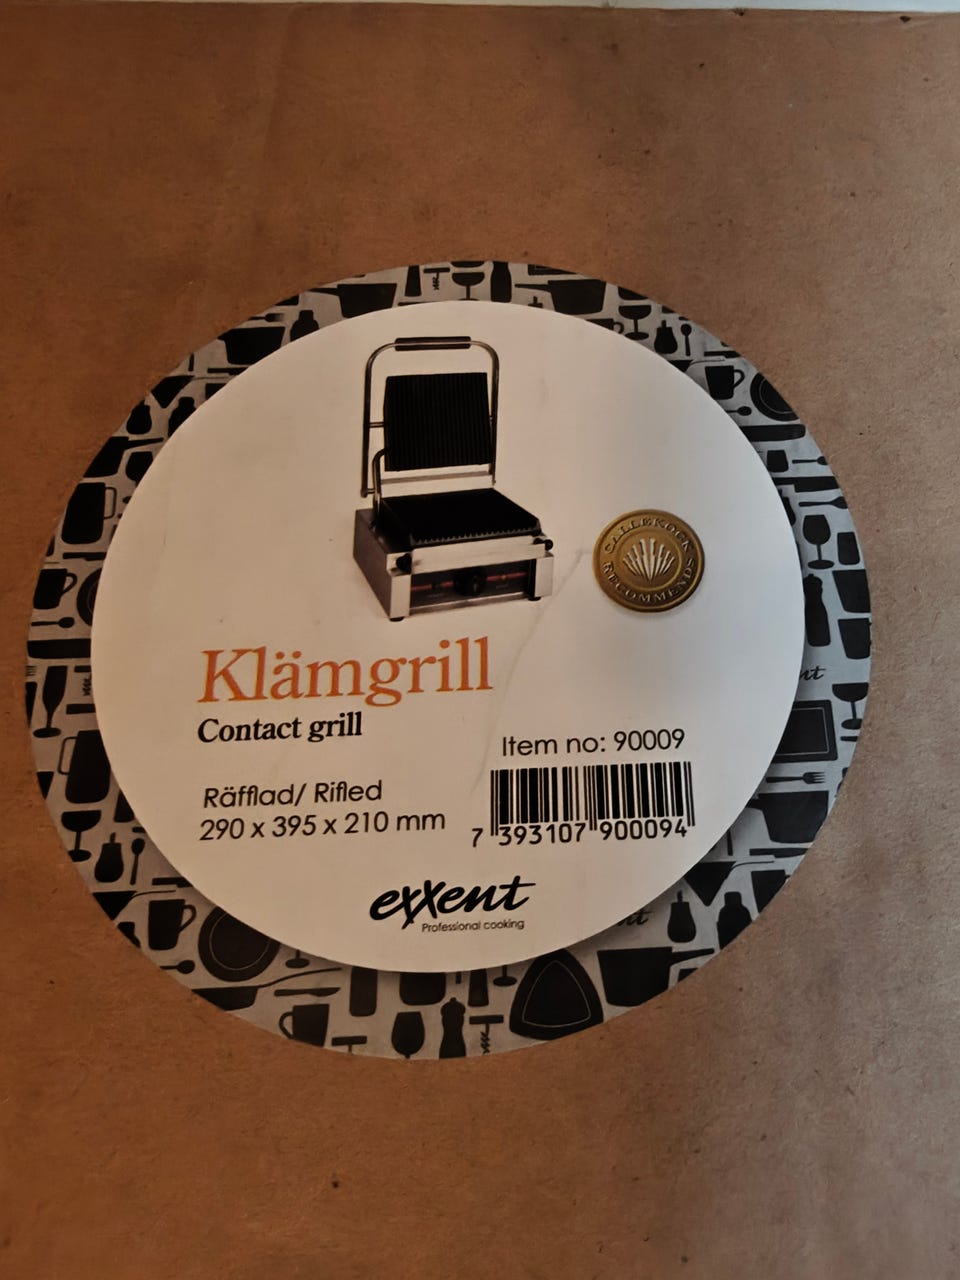 CALLEKOCK
RECOMMENDS
Klämgrill
Contact grill
Item no: 90009
Räfflad/ Rifled
290 x 395 x 210 mm
7 393107 900094
exxent
Professional cooking